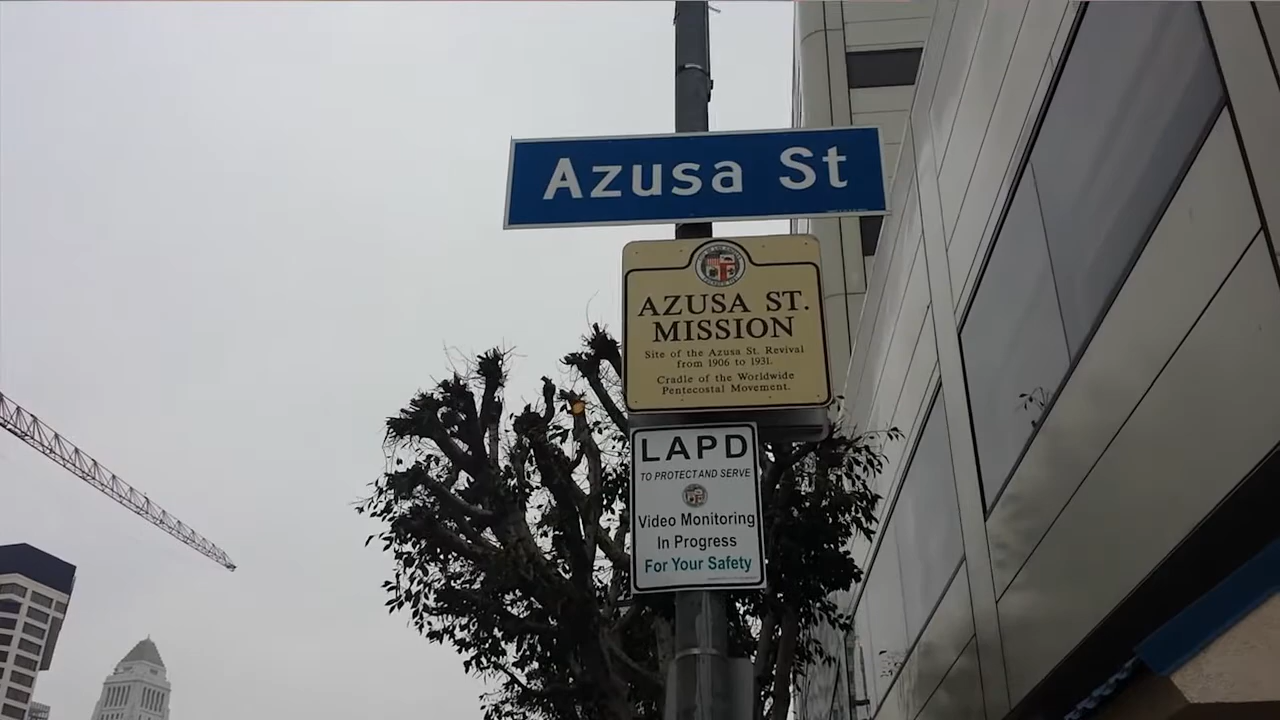 Azusa St
AZUSA ST.
MISSION
Site of the Azusa St. Revival
from 1906 to 1931.
Cradle of the Worldwide
Pentecostal Movement.
LAPD
TO PROTECT AND SERVE
Video Monitoring
In Progress
For Your Safety